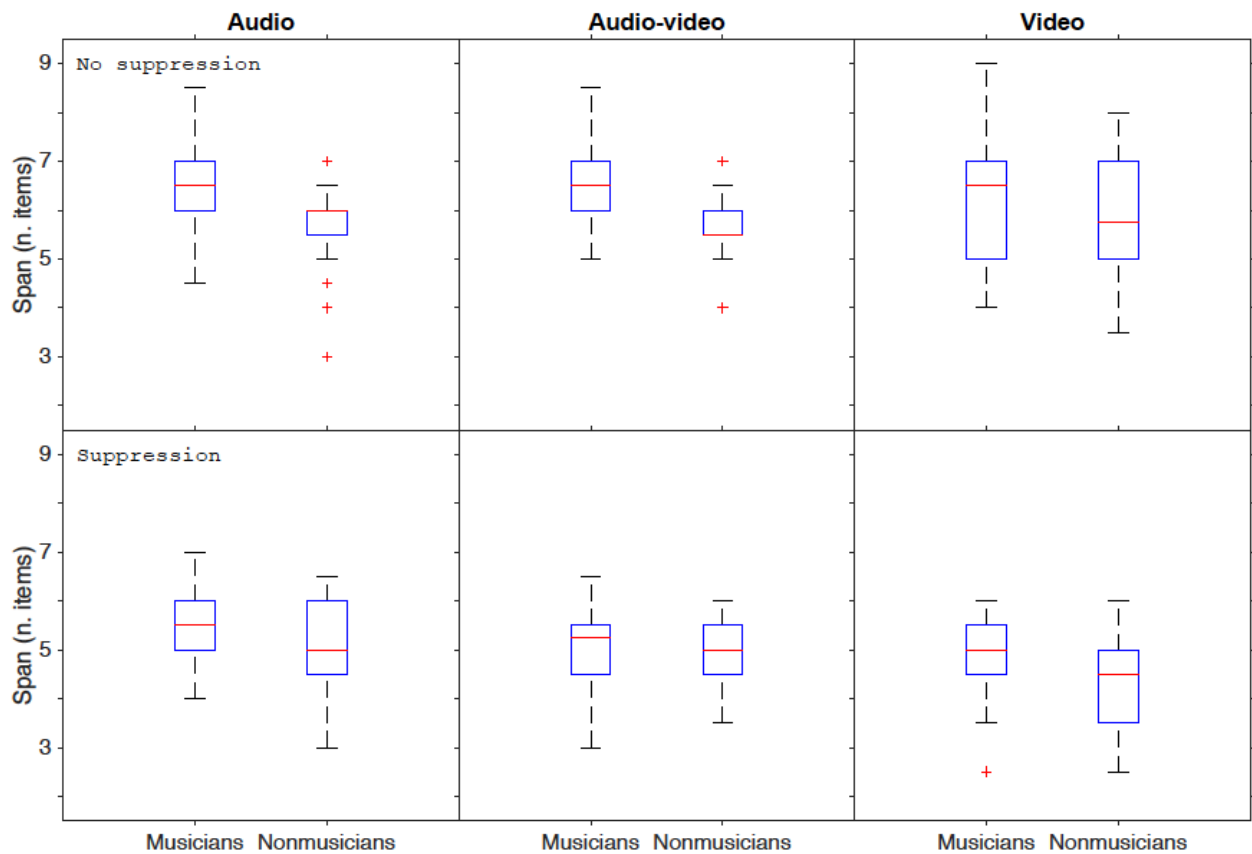 Audio
Audio-video
Video
No suppression
9
7
5
3
Span (n. items)
Suppression
9
7
5
3
Span (n. items)
Musicians Nonmusicians
Musicians Nonmusicians
Musicians Nonmusicians